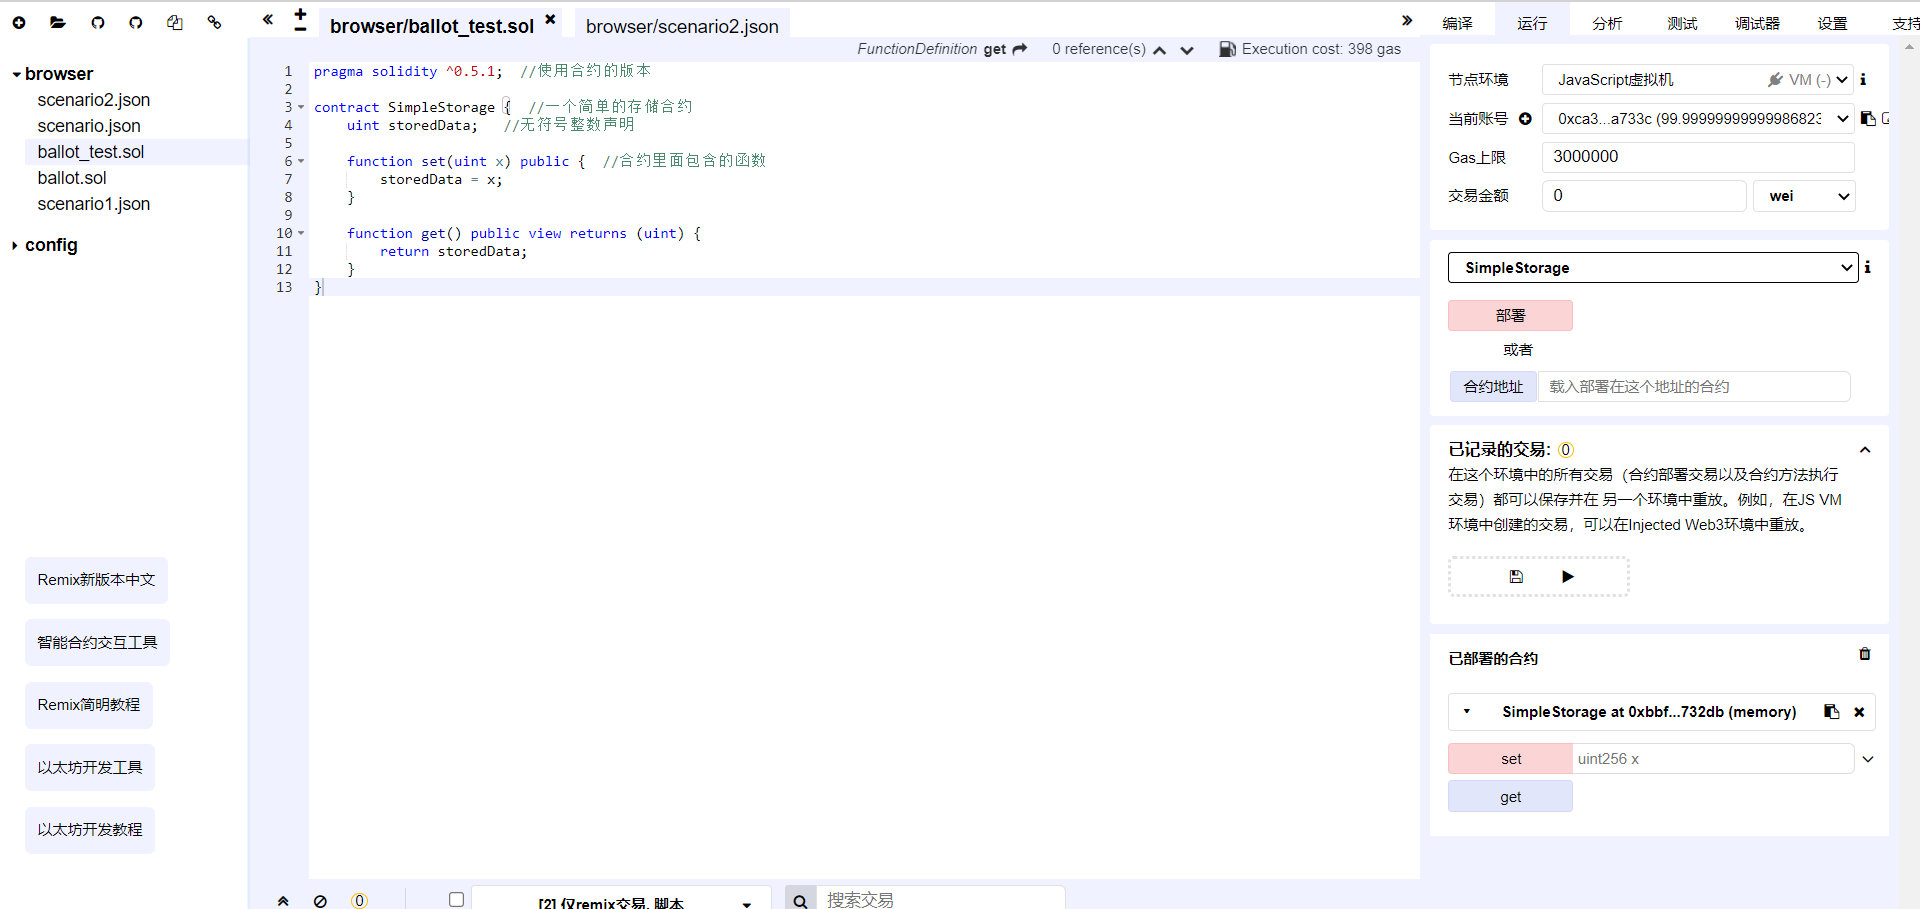 browser/ballot_test.sol
browser/scenario2.json
编译
运行
分析
测试
调试器
设置
支持
FunctionDefinition get
0 reference(s)
Execution cost: 398 gas
browser
scenario2.json
scenario.json
ballot_test.sol
ballot.sol
scenario1.json
config
Remix新版本中文
智能合约交互工具
Remix简明教程
以太坊开发工具
以太坊开发教程
1 pragma solidity ^0.5.1;  //使用合约的版本
2
3 contract SimpleStorage {  //一个简单的存储合约
4     uint storedData;   //无符号整数声明
5
6     function set(uint x) public {  //合约里面包含的函数
7         storedData = x;
8     }
9
10     function get() public view returns (uint) {
11         return storedData;
12     }
13 }
0
[2] 仅remix交易, 脚本
搜索交易
节点环境
JavaScript虚拟机
VM (-)
当前账号
0xca3...a733c (99.99999999999986823
Gas上限
3000000
交易金额
0
wei
SimpleStorage
部署
或者
合约地址
载入部署在这个地址的合约
已记录的交易: 0
在这个环境中的所有交易（合约部署交易以及合约方法执行
交易）都可以保存并在 另一个环境中重放。例如，在JS VM
环境中创建的交易，可以在Injected Web3环境中重放。
已部署的合约
SimpleStorage at 0xbbf...732db (memory)
set
uint256 x
get